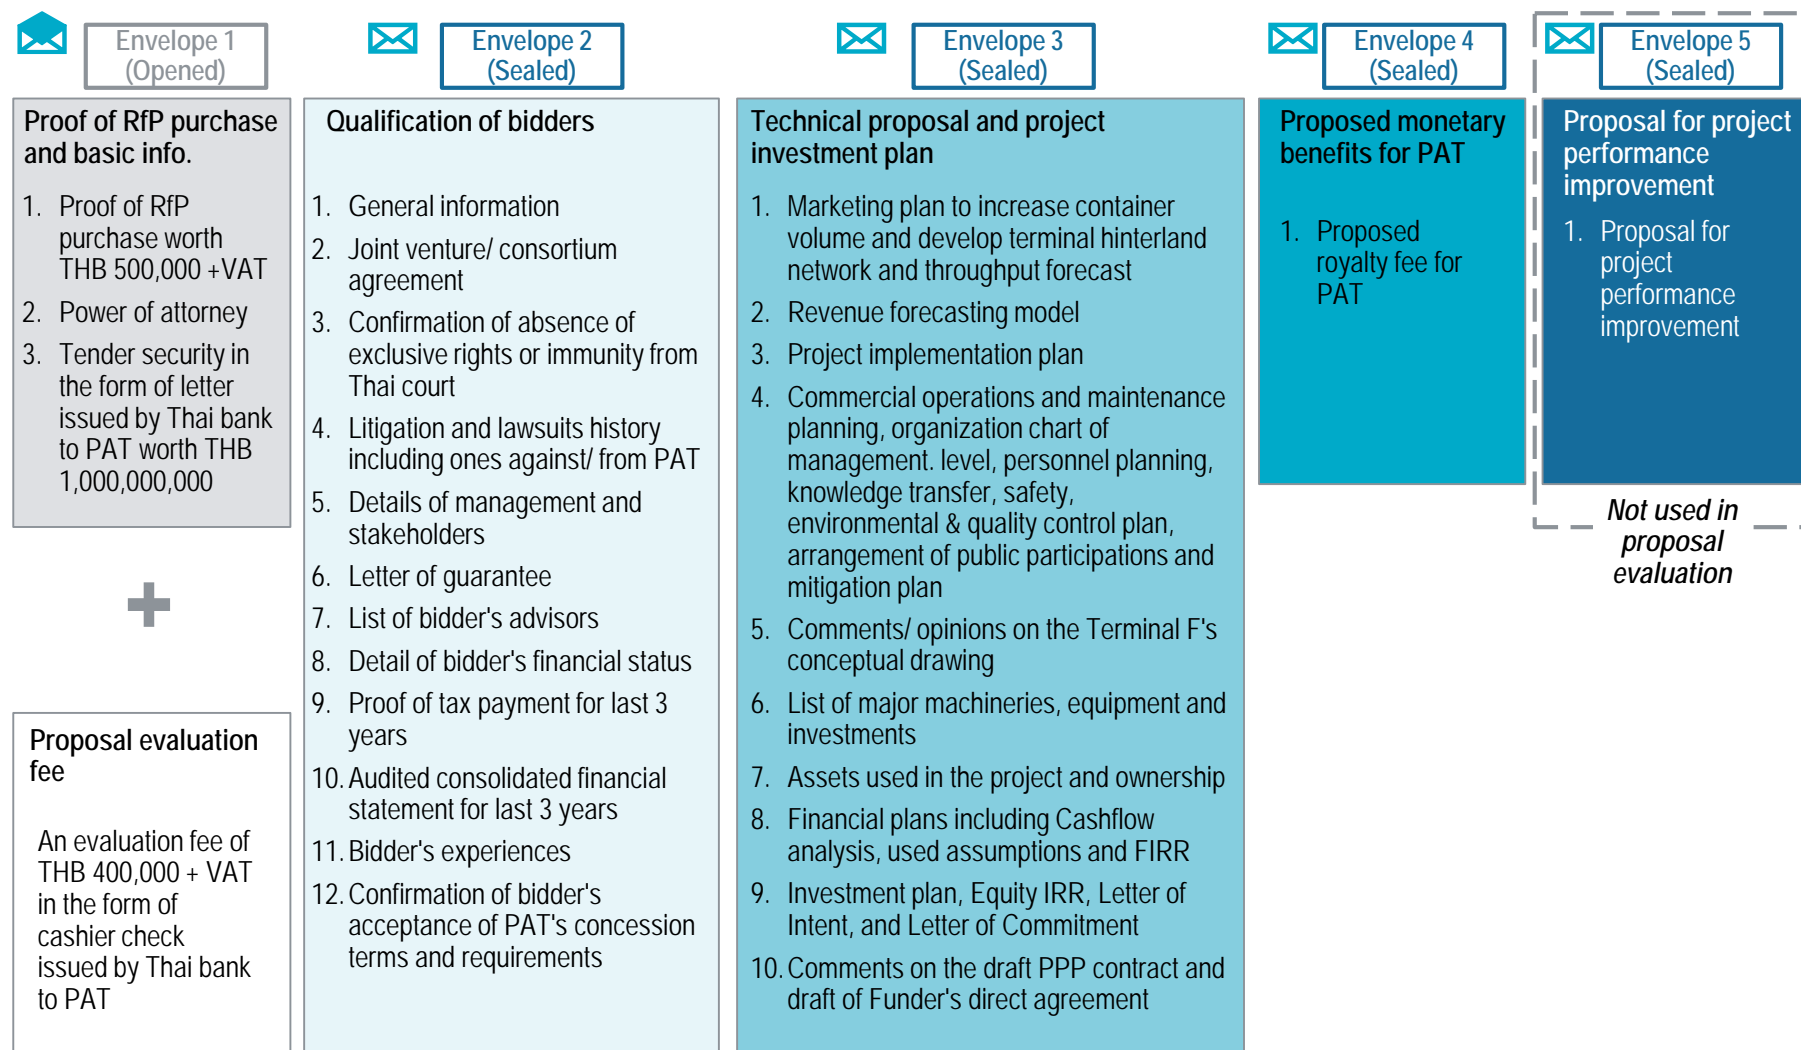 Envelope 1
(Opened)
Proof of RfP purchase
and basic info.
1. Proof of RfP
purchase worth
THB 500,000 +VAT
2. Power of attorney
3. Tender security in
the form of letter
issued by Thai bank
to PAT worth THB
1,000,000,000
Proposal evaluation
fee
An evaluation fee of
THB 400,000 + VAT
in the form of
cashier check
issued by Thai bank
to PAT
Envelope 2
(Sealed)
Qualification of bidders
1. General information
2. Joint venture/ consortium
agreement
3. Confirmation of absence of
exclusive rights or immunity from
Thai court
4. Litigation and lawsuits history
including ones against/ from PAT
5. Details of management and
stakeholders
6. Letter of guarantee
7. List of bidder's advisors
8. Detail of bidder's financial status
9. Proof of tax payment for last 3
years
10. Audited consolidated financial
statement for last 3 years
11. Bidder's experiences
12. Confirmation of bidder's
acceptance of PAT's concession
terms and requirements
Envelope 3
(Sealed)
Technical proposal and project
investment plan
1. Marketing plan to increase container
volume and develop terminal hinterland
network and throughput forecast
2. Revenue forecasting model
3. Project implementation plan
4. Commercial operations and maintenance
planning, organization chart of
management. level, personnel planning,
knowledge transfer, safety,
environmental & quality control plan,
arrangement of public participations and
mitigation plan
5. Comments/ opinions on the Terminal F's
conceptual drawing
6. List of major machineries, equipment and
investments
7. Assets used in the project and ownership
8. Financial plans including Cashflow
analysis, used assumptions and FIRR
9. Investment plan, Equity IRR, Letter of
Intent, and Letter of Commitment
10. Comments on the draft PPP contract and
draft of Funder's direct agreement
Envelope 4
(Sealed)
Proposed monetary
benefits for PAT
1. Proposed
royalty fee for
PAT
Envelope 5
(Sealed)
Proposal for project
performance
improvement
1. Proposal for
project
performance
improvement
Not used in
proposal
evaluation